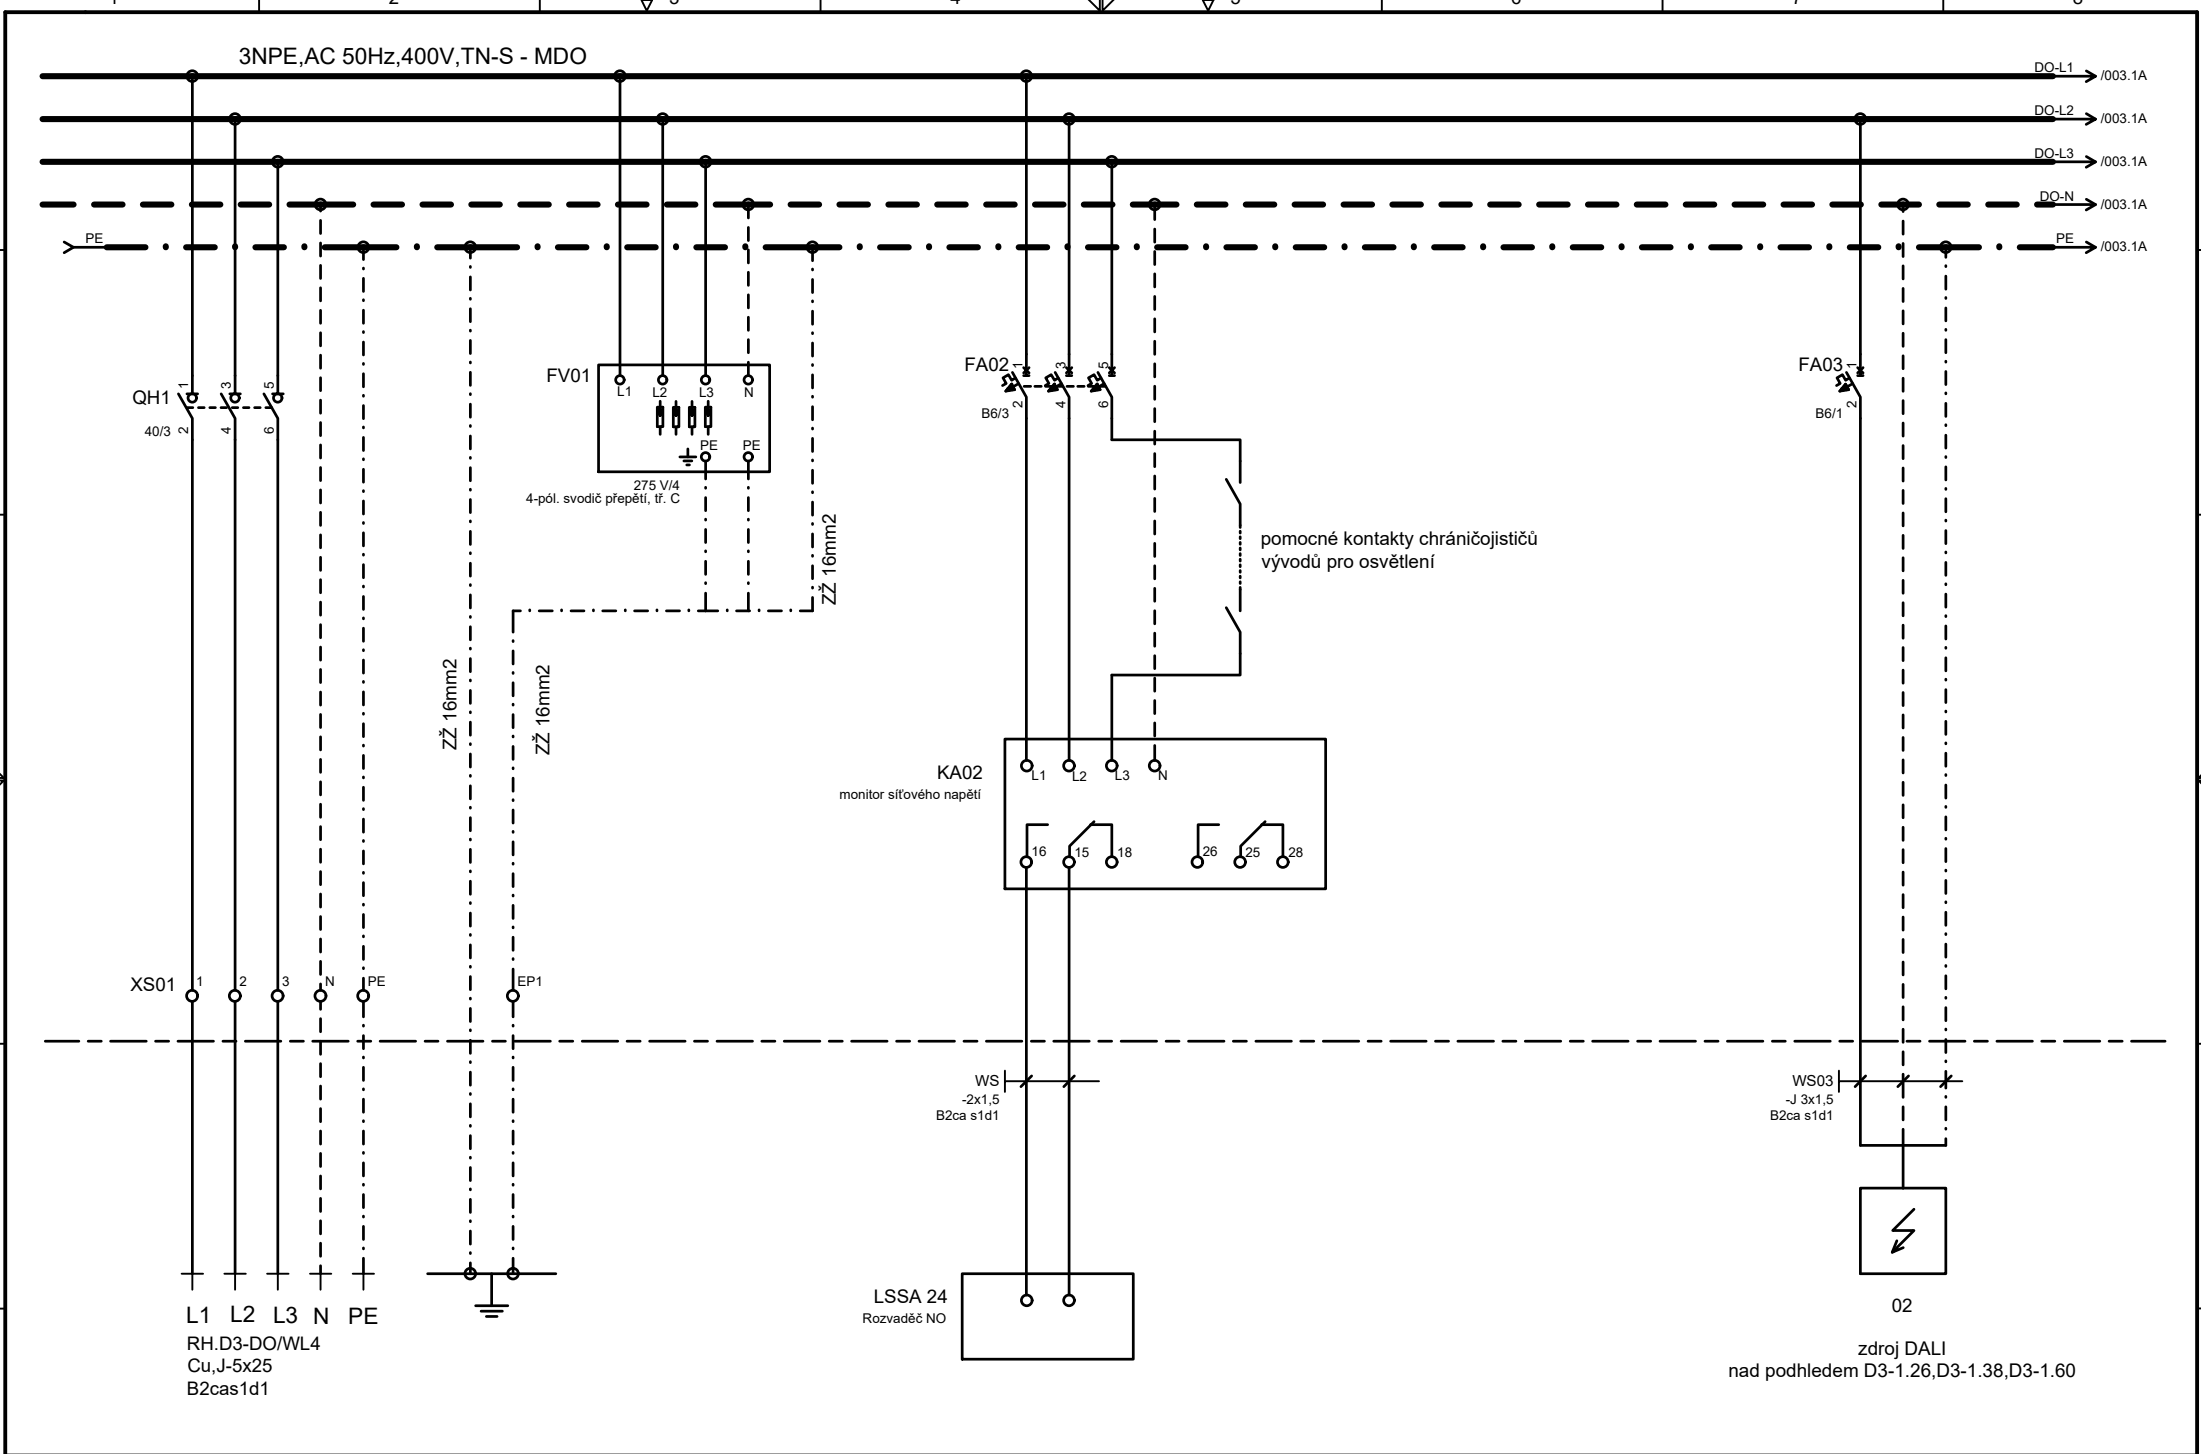 3NPE,AC 50Hz,400V,TN-S - MDO
DO-L1
/003.1A
DO-L2
/003.1A
DO-L3
/003.1A
DO-N
/003.1A
PE
PE
/003.1A
QH1
40/3
1
3
5
2
4
6
FV01
L1
L2
L3
N
PE
PE
275 V/4
4-pól. svodič přepětí, tř. C
FA02
B6/3
1
3
5
2
4
6
FA03
B6/1
1
2
pomocné kontakty chráničojističů
vývodů pro osvětlení
ZŽ 16mm2
ZŽ 16mm2
ZŽ 16mm2
KA02
monitor síťového napětí
L1
L2
L3
N
16
15
18
26
25
28
XS01
1
2
3
N
PE
EP1
WS
-2x1,5
B2ca s1d1
WS03
-J 3x1,5
B2ca s1d1
L1
L2
L3
N
PE
RH.D3-DO/WL4
Cu,J-5x25
B2cas1d1
LSSA 24
Rozvaděč NO
02
zdroj DALI
nad podhledem D3-1.26,D3-1.38,D3-1.60